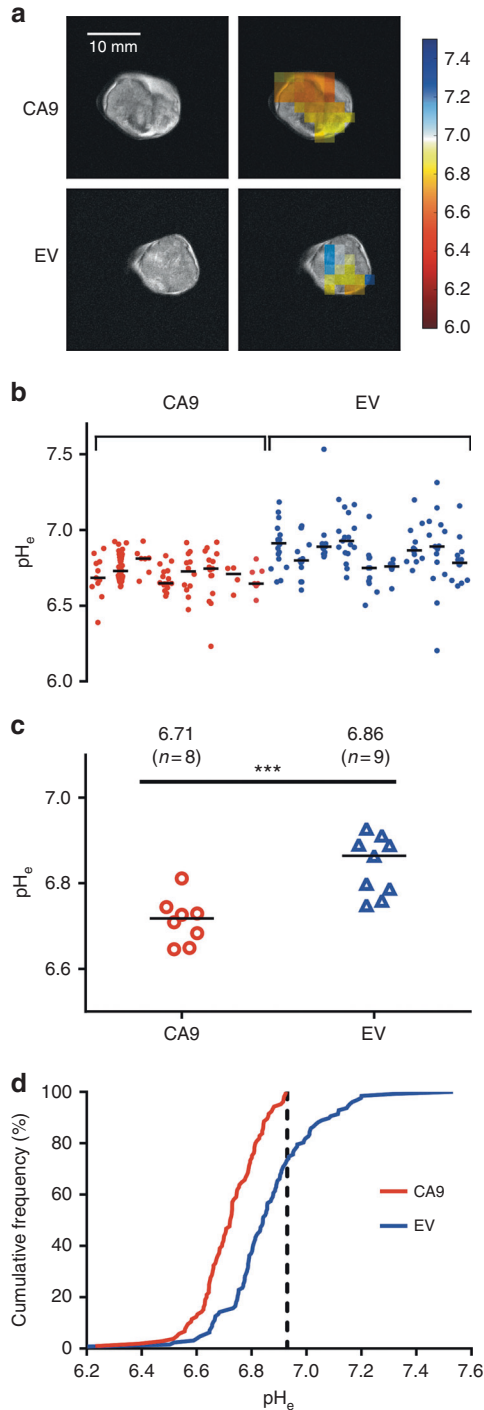 a
10 mm
CA9
EV
7.4
7.2
7.0
6.8
6.6
6.4
6.2
6.0
b
CA9
EV
7.5
7.0
6.5
6.0
pHe
c
6.71
(n=8)
6.86
(n=9)
***
7.0
6.8
6.6
pHe
CA9
EV
d
100
80
60
40
20
0
Cumulative frequency (%)
CA9
EV
6.2 6.4 6.6 6.8 7.0 7.2 7.4 7.6
pHe